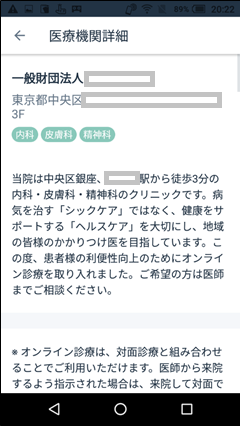 89% 20:22
医療機関詳細
一般財団法人
東京都中央区
3F
内科 皮膚科 精神科
当院は中央区銀座、 駅から徒歩3分の
内科・皮膚科・精神科のクリニックです。病
気を治す「シックケア」ではなく、健康をサ
ポートする「ヘルスケア」を大切にし、地域
の皆様のかかりつけ医を目指しています。こ
の度、患者様の利便性向上のためにオンライ
ン診療を取り入れました。ご希望の方は医師
までご相談ください。
※ オンライン診療は、対面診療と組み合わせ
ることでご利用いただけます。医師から来院
するよう指示された場合は、来院して対面で